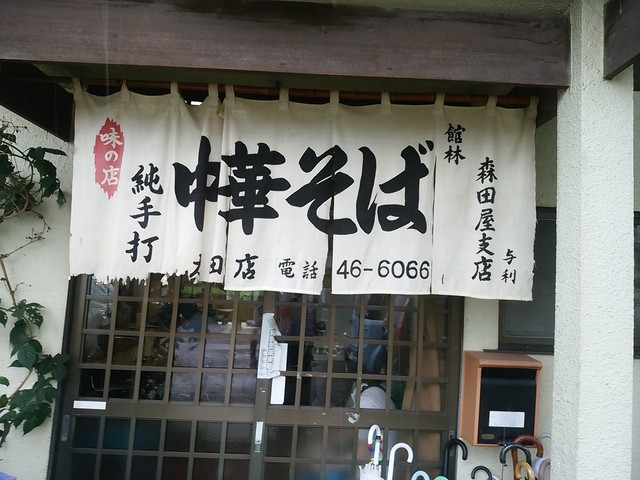 味の店
純手打
中華そば
田店 電話 46-6066
館林
森田屋支店
与利